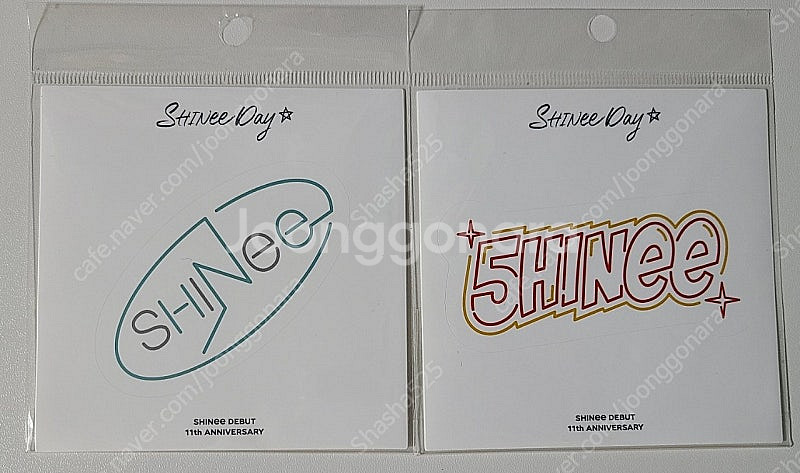 SHINee Day☆
SHINee
SHINee DEBUT
11th ANNIVERSARY
SHINee Day☆
5HINee
SHINee DEBUT
11th ANNIVERSARY
Joonggonara
cafe.naver.com/joonggonara
Shasha525